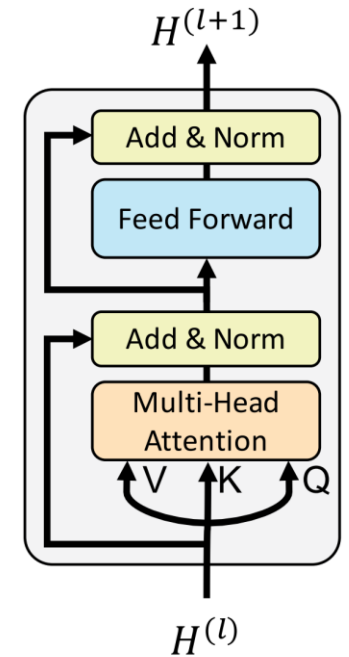 H^{(l+1)}
Add & Norm
Feed Forward
Add & Norm
Multi-Head
Attention
V K Q
H^{(l)}